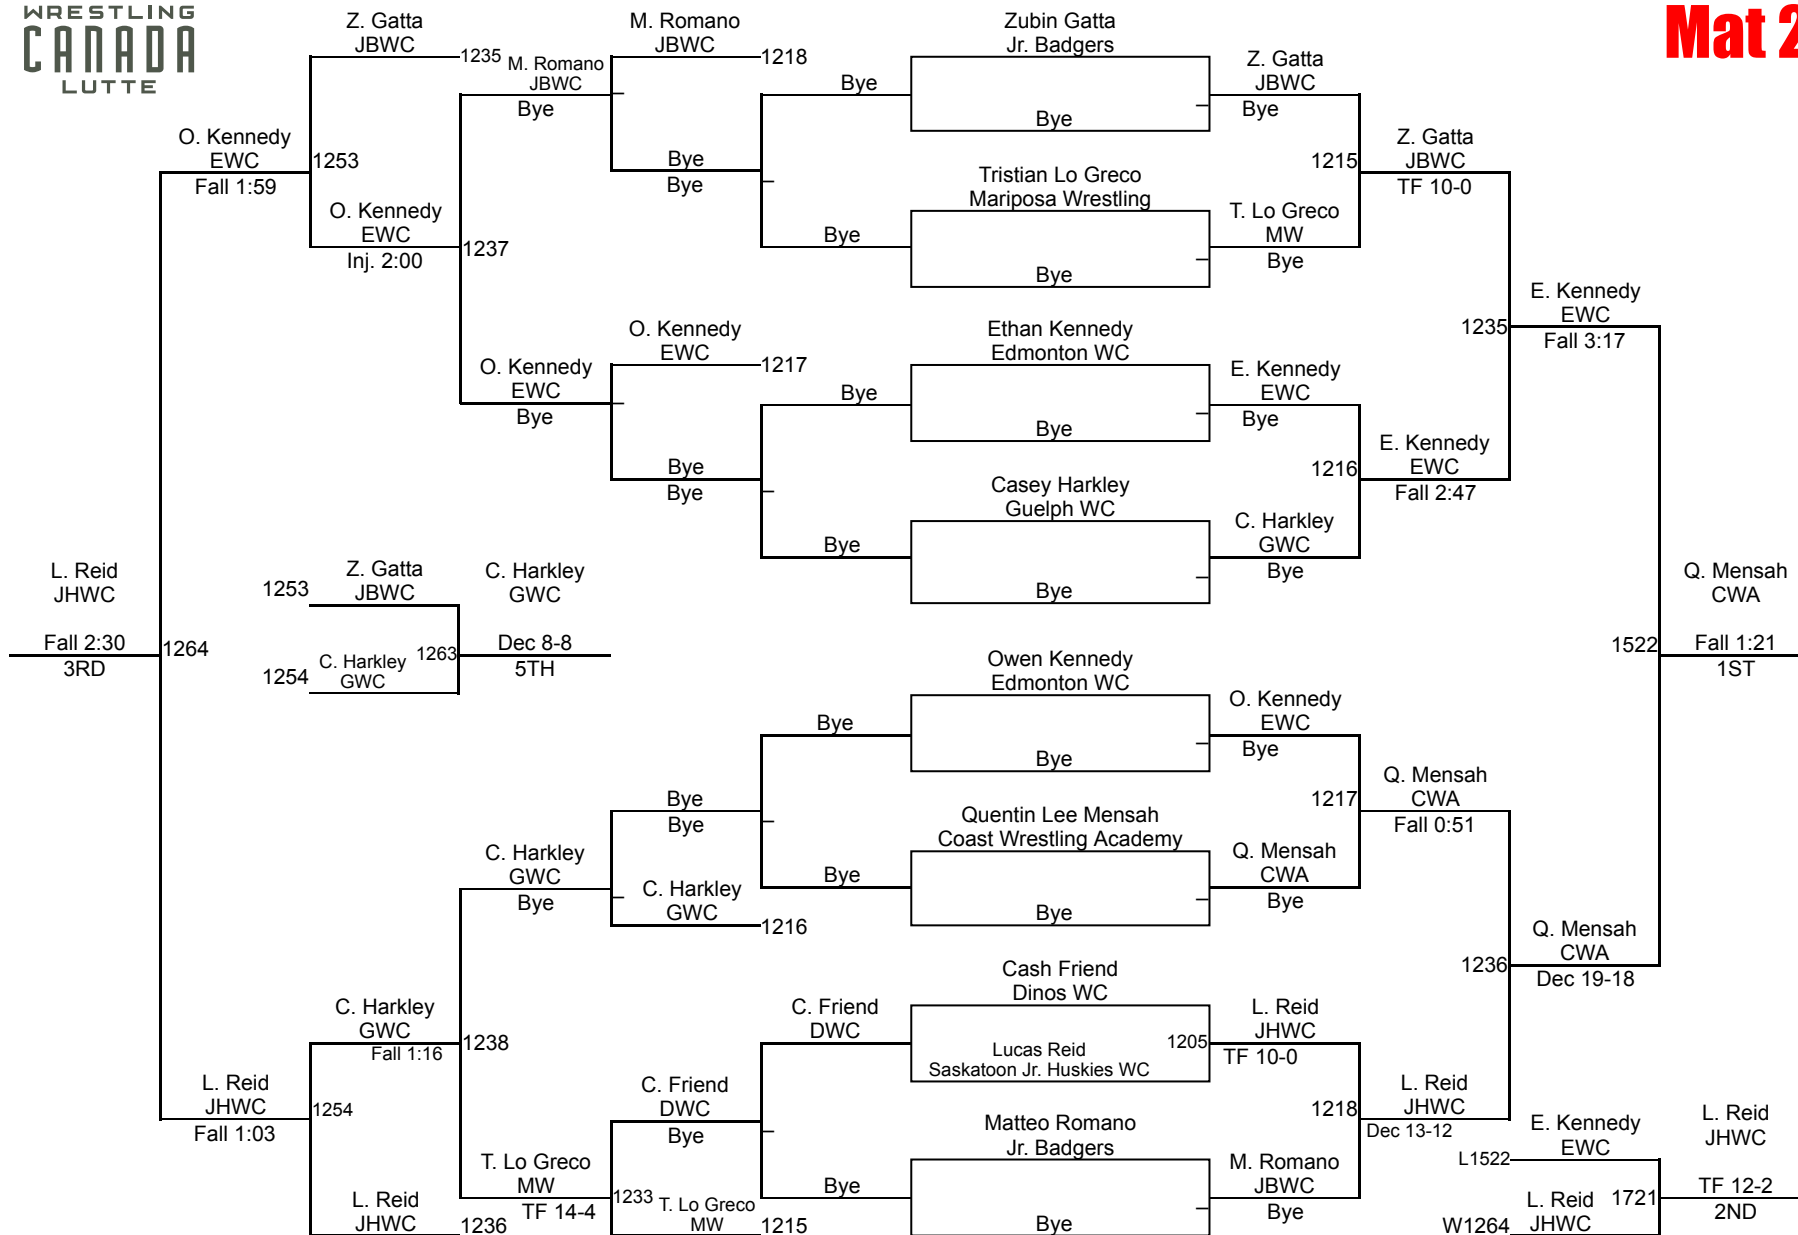 WRESTLING
CANADA
LUTTE
Mat 2
Z. Gatta
JBWC
1235
M. Romano
JBWC
Bye
M. Romano
JBWC
1218
Bye
Bye
Bye
Zubin Gatta
Jr. Badgers
Bye
Z. Gatta
JBWC
Bye
O. Kennedy
EWC
Fall 1:59
1253
O. Kennedy
EWC
Inj. 2:00
1237
Bye
Tristian Lo Greco
Mariposa Wrestling
Bye
T. Lo Greco
MW
Bye
1215
Z. Gatta
JBWC
TF 10-0
O. Kennedy
EWC
Bye
O. Kennedy
EWC
1217
Bye
Bye
Bye
Ethan Kennedy
Edmonton WC
Bye
E. Kennedy
EWC
Bye
1235
E. Kennedy
EWC
Fall 3:17
Bye
Casey Harkley
Guelph WC
Bye
C. Harkley
GWC
Bye
1216
E. Kennedy
EWC
Fall 2:47
L. Reid
JHWC
Fall 2:30
3RD
1264
1253
Z. Gatta
JBWC
1254
C. Harkley
GWC
1263
C. Harkley
GWC
Dec 8-8
5TH
1522
Q. Mensah
CWA
Fall 1:21
1ST
Bye
Owen Kennedy
Edmonton WC
Bye
O. Kennedy
EWC
Bye
C. Harkley
GWC
Bye
Bye
Bye
C. Harkley
GWC
1216
Bye
Quentin Lee Mensah
Coast Wrestling Academy
Bye
Q. Mensah
CWA
Bye
1217
Q. Mensah
CWA
Fall 0:51
1236
Q. Mensah
CWA
Dec 19-18
C. Harkley
GWC
Fall 1:16
1238
C. Friend
DWC
Cash Friend
Dinos WC
Lucas Reid
Saskatoon Jr. Huskies WC
1205
L. Reid
JHWC
TF 10-0
L. Reid
JHWC
Fall 1:03
1254
C. Friend
DWC
Bye
Matteo Romano
Jr. Badgers
Bye
Bye
M. Romano
JBWC
Bye
1218
L. Reid
JHWC
Dec 13-12
L. Reid
JHWC
1236
T. Lo Greco
MW
TF 14-4
1233
T. Lo Greco
MW
1215
L1522
E. Kennedy
EWC
W1264
L. Reid
JHWC
1721
L. Reid
JHWC
TF 12-2
2ND